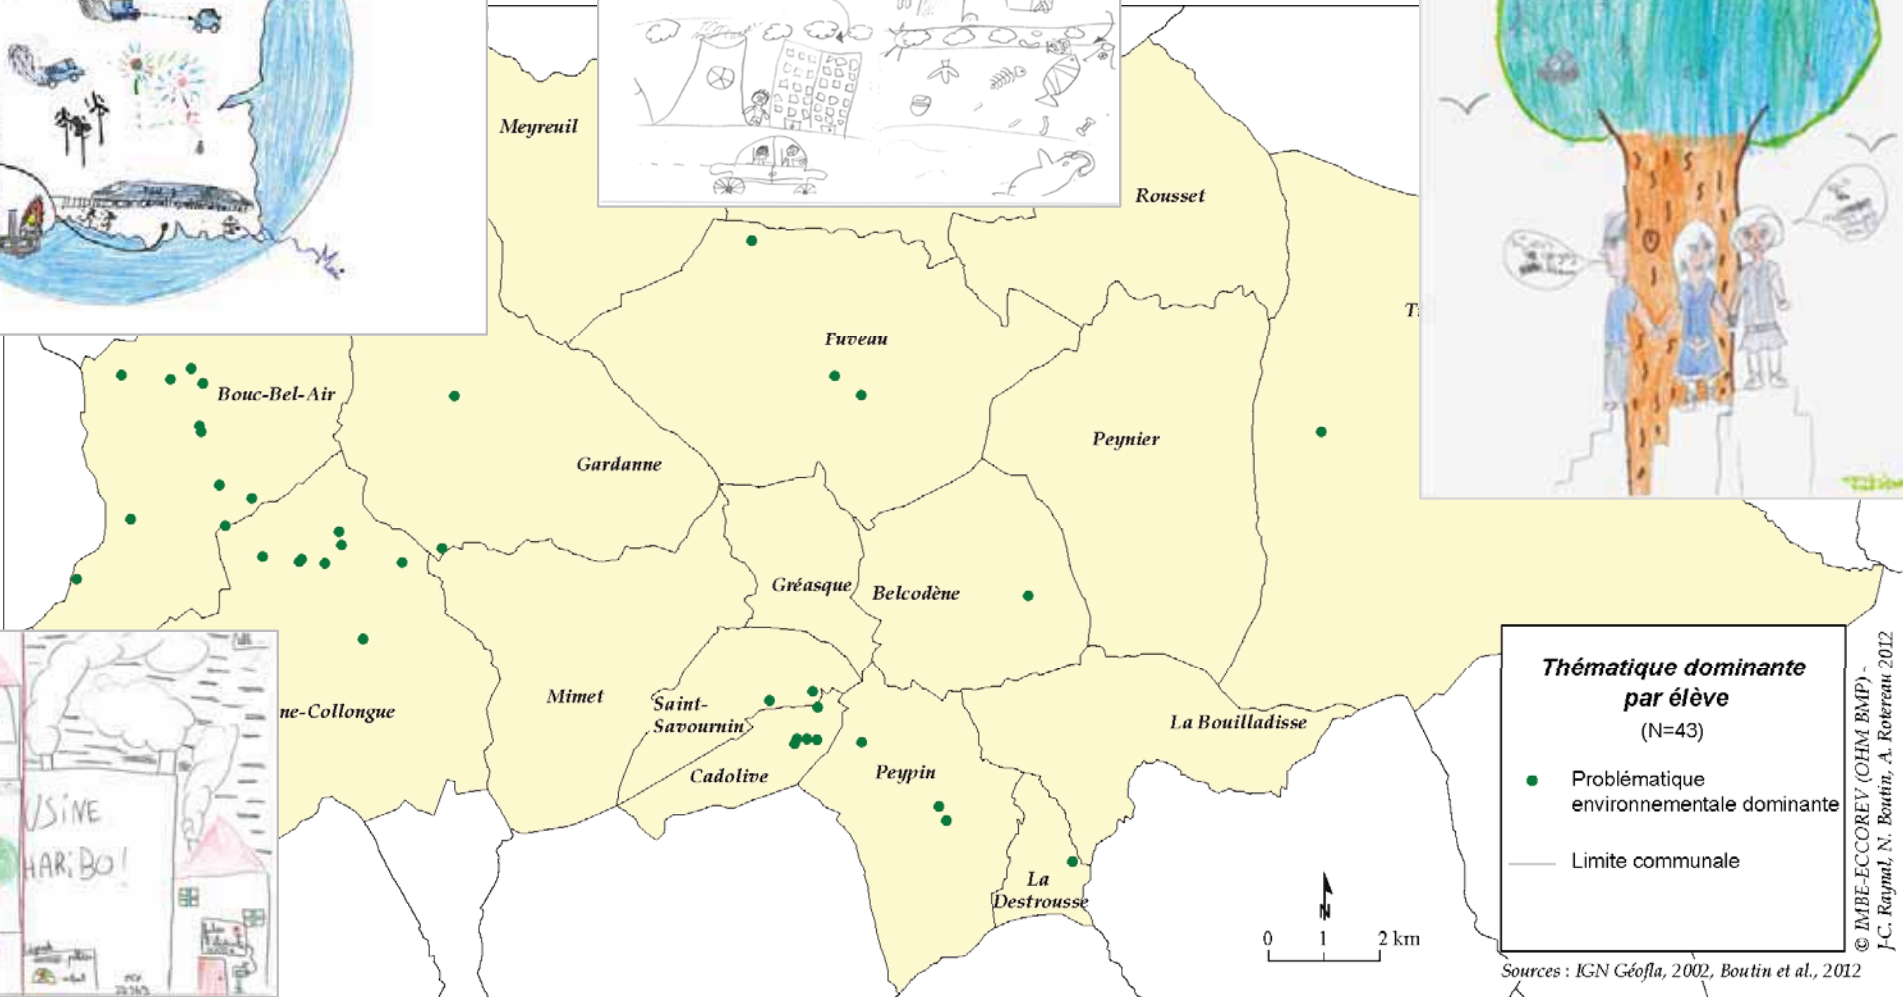 Moi
Meyreuil
Rousset
T
Fuveau
Bouc-Bel-Air
Peynier
Gardanne
Gréasque
Belcodène
Mimet
Saint-
Savournin
ne-Collongue
La Bouilladisse
Cadolive
Peypin
La
Destrousse
USiNE
HARiBO!
N
0 1 2 km
Thématique dominante
par élève
(N=43)
Problématique
environnementale dominante
Limite communale
© IMBE-ECCOREV (OHM BMP) -
J-C. Raynal, N. Boutin, A. Rotereau 2012
Sources : IGN Géofla, 2002, Boutin et al., 2012